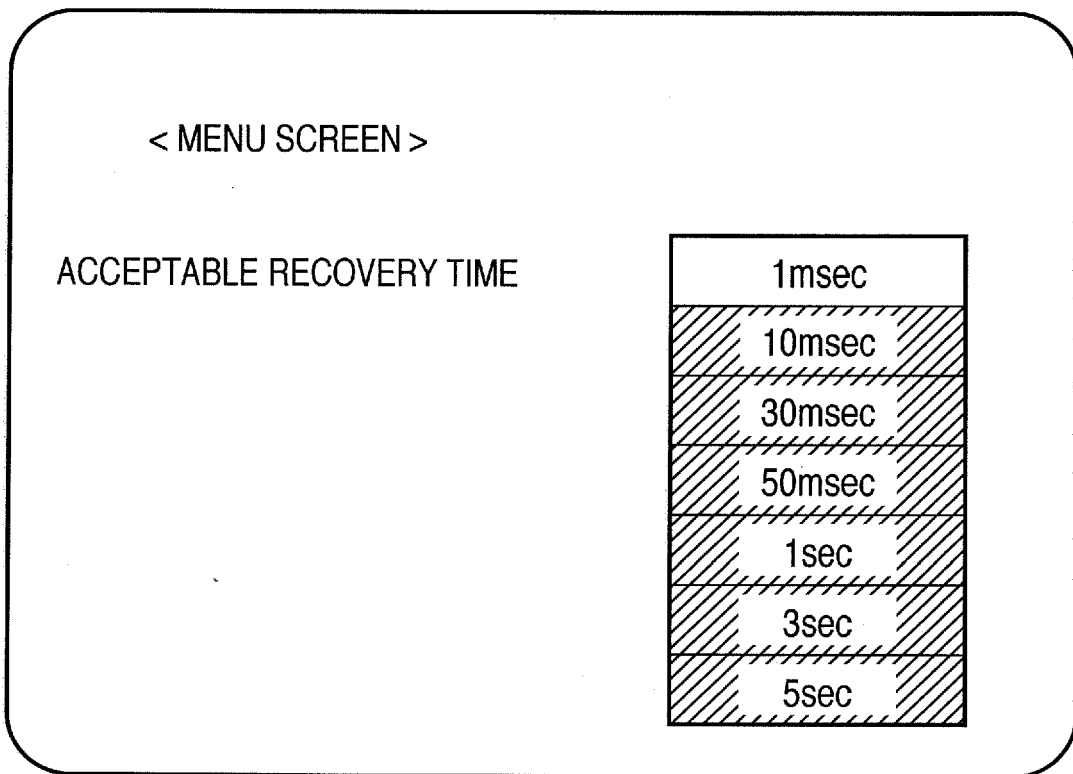 < MENU SCREEN >
ACCEPTABLE RECOVERY TIME
1msec
10msec
30msec
50msec
1sec
3sec
5sec